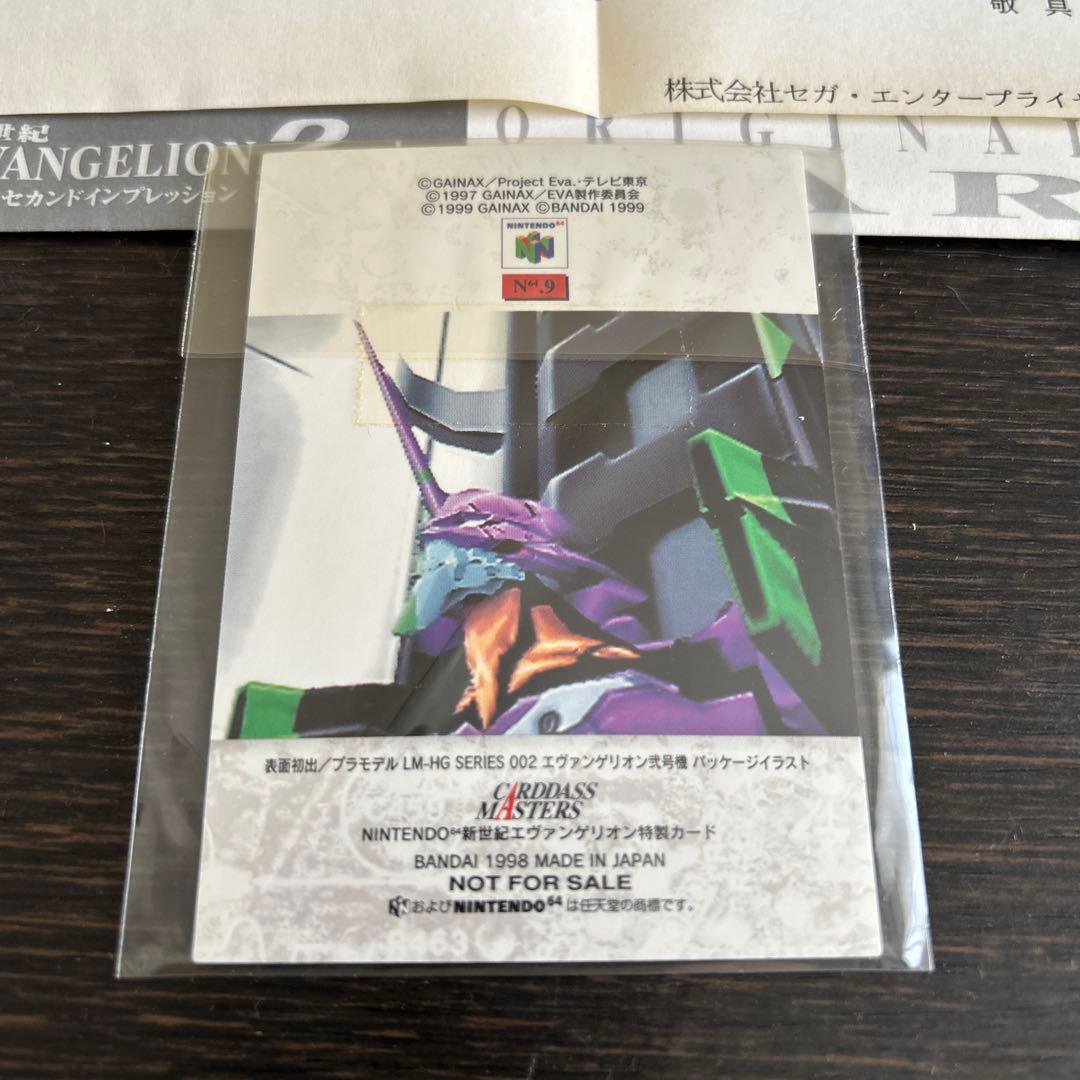 敬 具
株式会社セガ・エンタープライ
世紀
VANGELION 2
ORIGINA
セカンドインプレッション
AR
©GAINAX／Project Eva.・テレビ東京
©1997 GAINAX／EVA製作委員会
©1999 GAINAX ©BANDAI 1999
NINTENDO64
N64.9
表面初出／プラモデル LM-HG SERIES 002 エヴァンゲリオン弐号機 パッケージイラスト
CARDDASS
MASTERS
NINTENDO64新世紀エヴァンゲリオン特製カード
BANDAI 1998 MADE IN JAPAN
NOT FOR SALE
およびNINTENDO64は任天堂の商標です。